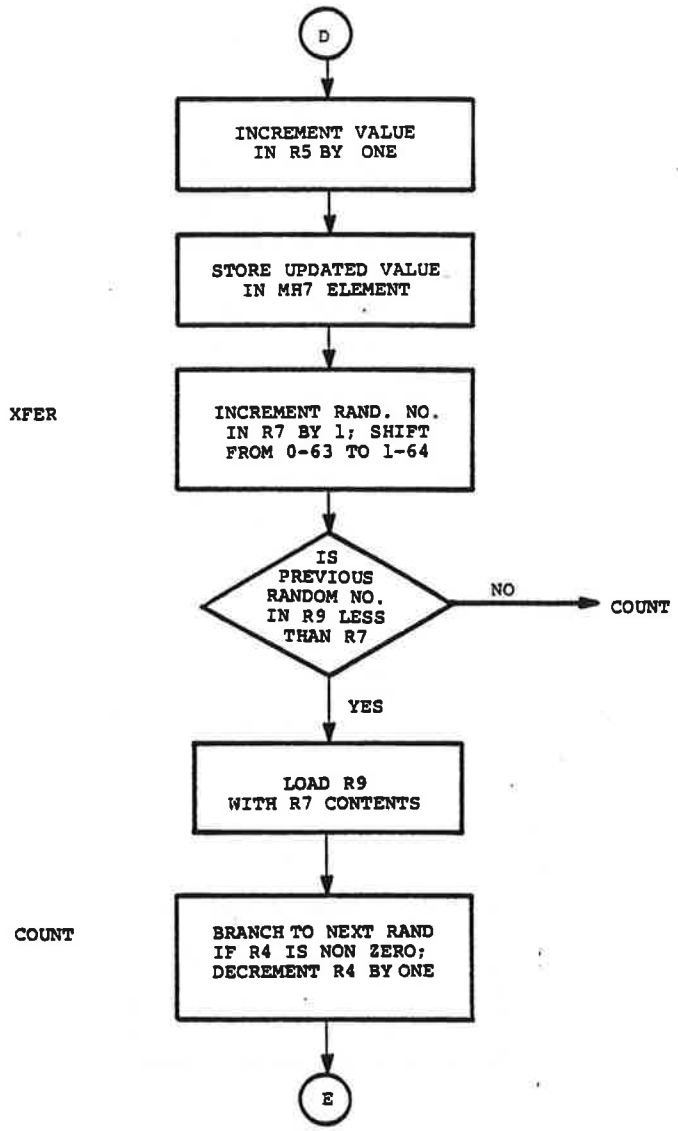 D
INCREMENT VALUE
IN R5 BY ONE
STORE UPDATED VALUE
IN MH7 ELEMENT
XFER
INCREMENT RAND. NO.
IN R7 BY 1; SHIFT
FROM 0-63 TO 1-64
IS
PREVIOUS
RANDOM NO.
IN R9 LESS
THAN R7
NO
COUNT
YES
LOAD R9
WITH R7 CONTENTS
COUNT
BRANCH TO NEXT RAND
IF R4 IS NON ZERO;
DECREMENT R4 BY ONE
E